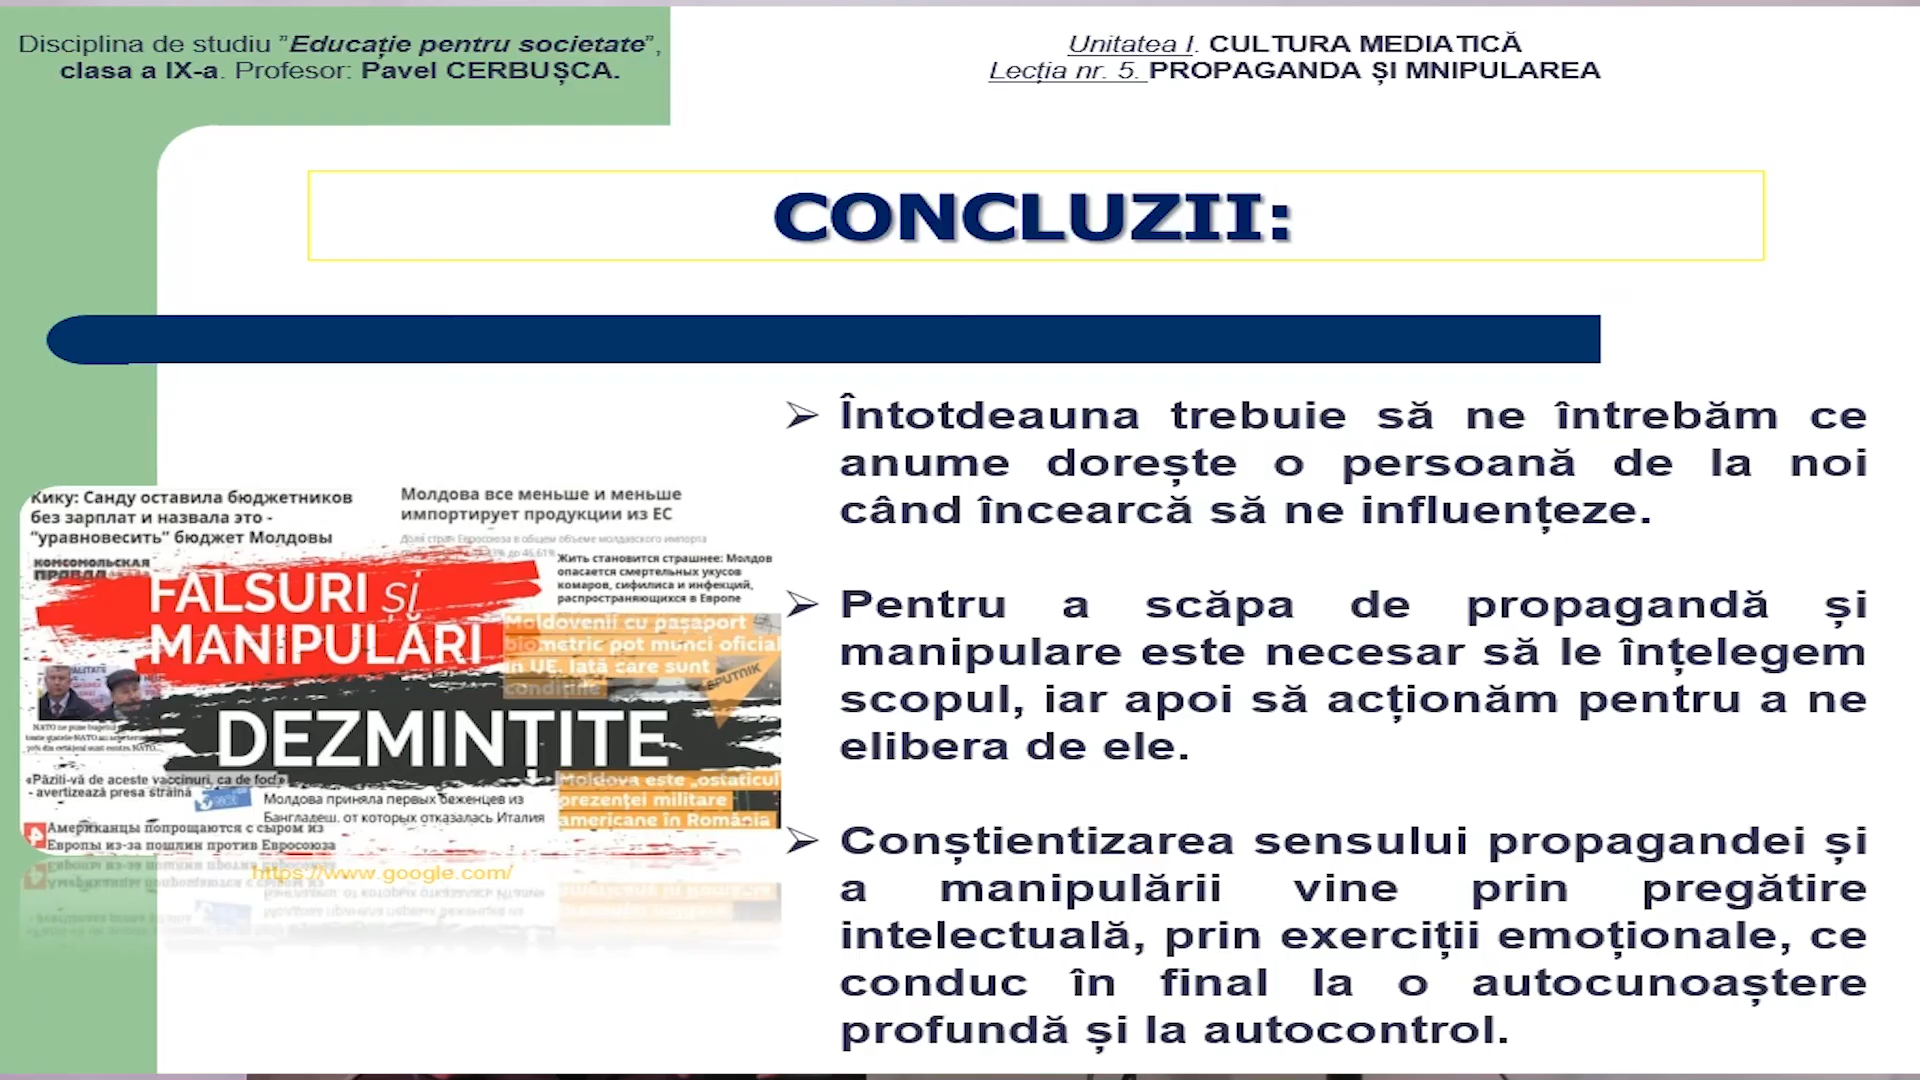 Disciplina de studiu ”Educație pentru societate”,
clasa a IX-a. Profesor: Pavel CERBUȘCA.
Unitatea I. CULTURA MEDIATICĂ
Lecția nr. 5. PROPAGANDA ȘI MNIPULAREA
CONCLUZII:
Întotdeauna trebuie să ne întrebăm ce
anume dorește o persoană de la noi
când încearcă să ne influențeze.
Pentru a scăpa de propagandă și
manipulare este necesar să le înțelegem
scopul, iar apoi să acționăm pentru a ne
elibera de ele.
Conștientizarea sensului propagandei și
a manipulării vine prin pregătire
intelectuală, prin exerciții emoționale, ce
conduc în final la o autocunoaștere
profundă și la autocontrol.
Кику: Санду оставила бюджетников
без зарплат и назвала это -
“уравновесить” бюджет Молдовы
Молдова все меньше и меньше
импортирует продукции из ЕС
Доля стран Евросоюза в общем объеме молдавского импорта
до 46,61%
Жить становится страшнее: Молдов
опасается смертельных укусов
комаров, сифилиса и инфекций,
распространяющихся в Европе
КОМСОМОЛЬСКАЯ
ПРАВДА
FALSURI și
MANIPULĂRI
DEZMINȚITE
Moldovenii cu pașaport
biometric pot munci oficial
în UE. Iată care sunt
condițiile
SPUTNIK
«Păziti-vă de aceste vaccinuri, ca de foc!»
- avertizează presa străină
Молдова приняла первых беженцев из
Бангладеш, от которых отказалась Италия
Moldova este „ostaticul
prezenței militare
americane în România
Американцы попрощаются с сыром из
Европы из-за пошлин против Евросоюза
https://www.google.com/